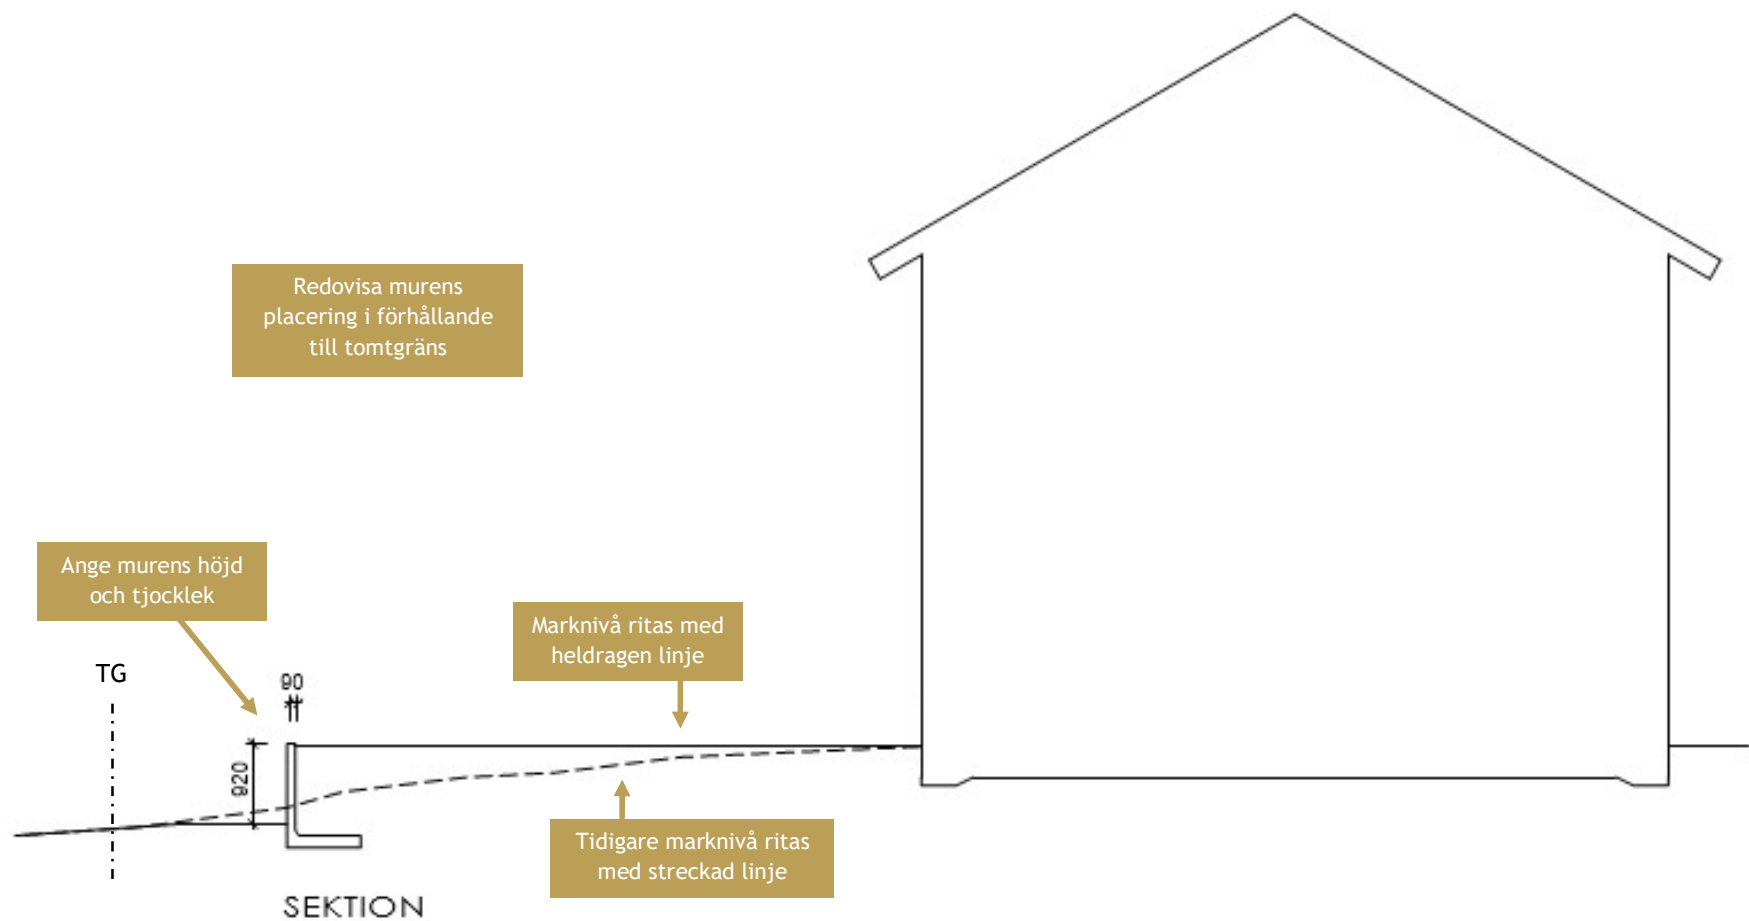 Redovisa murens
placering i förhållande
till tomtgräns
Ange murens höjd
och tjocklek
Marknivå ritas med
heldragen linje
TG
90
920
Tidigare marknivå ritas
med streckad linje
SEKTION